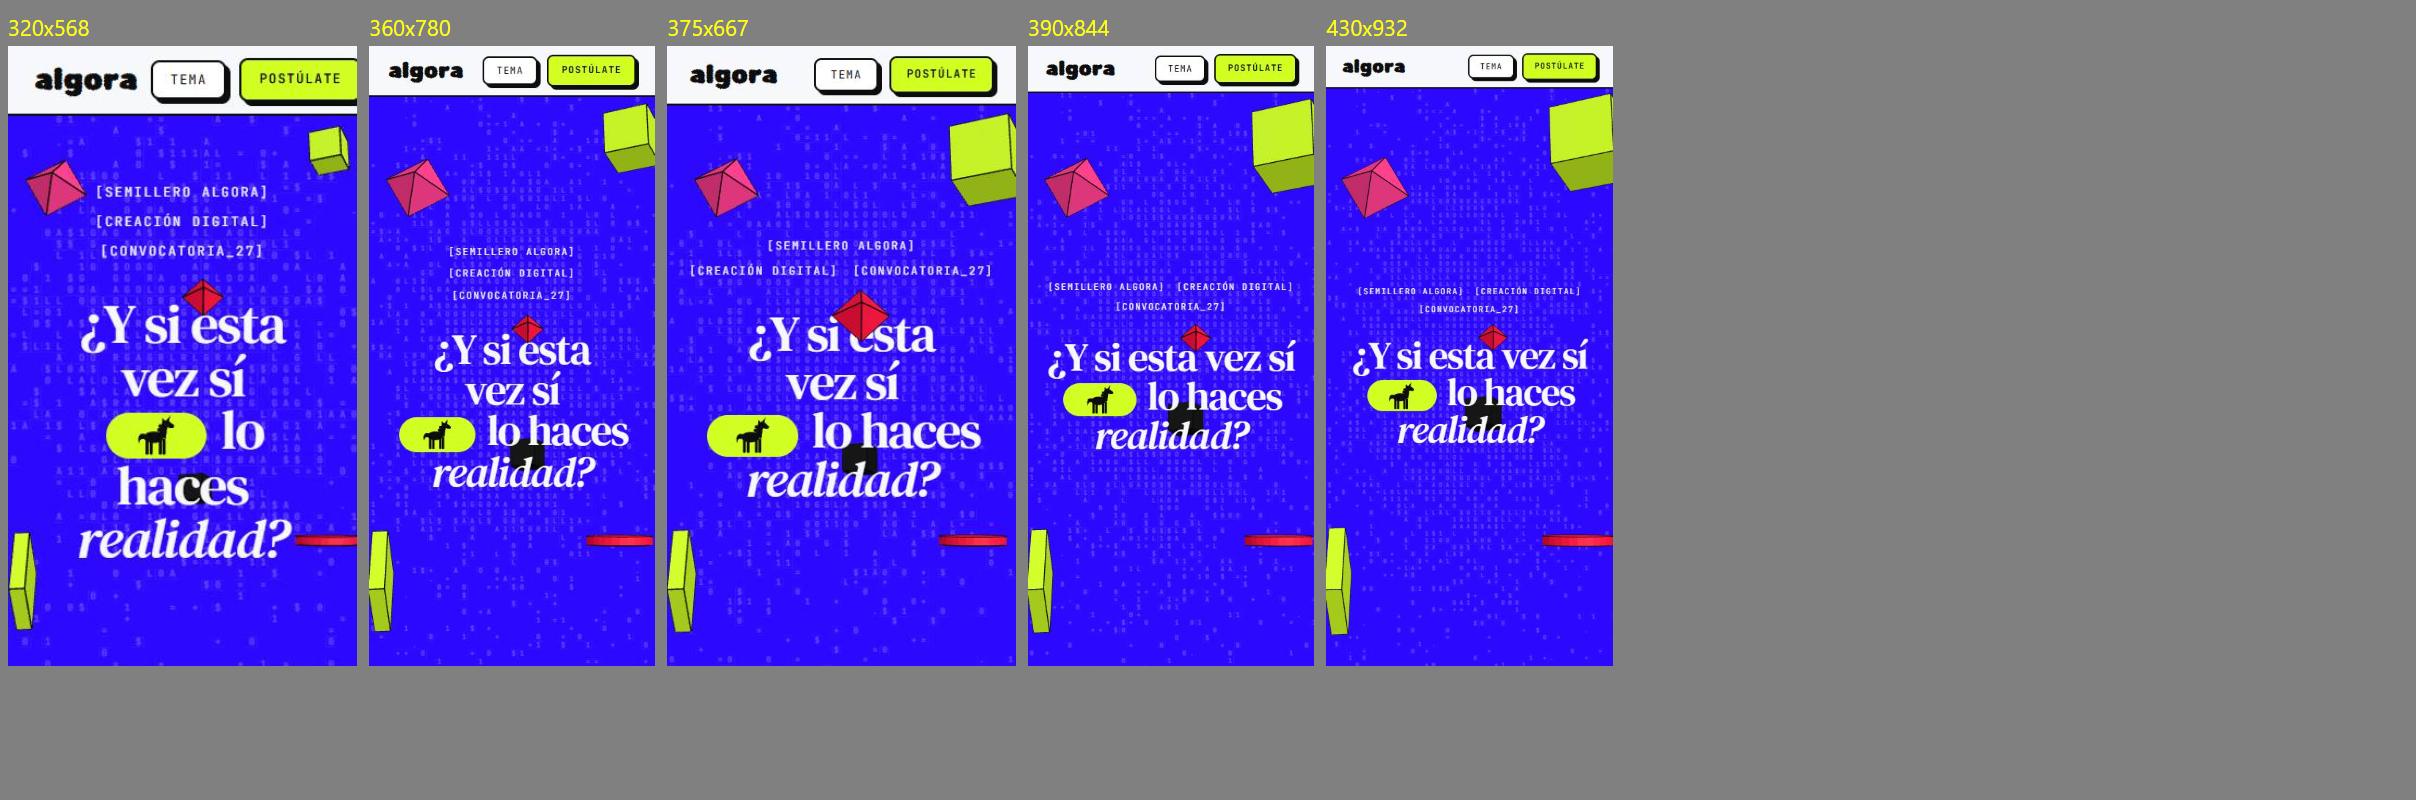 320x568
algora
TEMA
POSTÚLATE
[SEMILLERO ALGORA]
[CREACIÓN DIGITAL]
[CONVOCATORIA_27]
¿Y si esta
vez sí
lo
haces
realidad?
360x780
algora
TEMA
POSTÚLATE
[SEMILLERO ALGORA]
[CREACIÓN DIGITAL]
[CONVOCATORIA_27]
¿Y si esta
vez sí
lo haces
realidad?
375x667
algora
TEMA
POSTÚLATE
[SEMILLERO ALGORA]
[CREACIÓN DIGITAL] [CONVOCATORIA_27]
¿Y si esta
vez sí
lo haces
realidad?
390x844
algora
TEMA
POSTÚLATE
[SEMILLERO ALGORA] [CREACIÓN DIGITAL]
[CONVOCATORIA_27]
¿Y si esta vez sí
lo haces
realidad?
430x932
algora
TEMA
POSTÚLATE
[SEMILLERO ALGORA] [CREACIÓN DIGITAL]
[CONVOCATORIA_27]
¿Y si esta vez sí
lo haces
realidad?